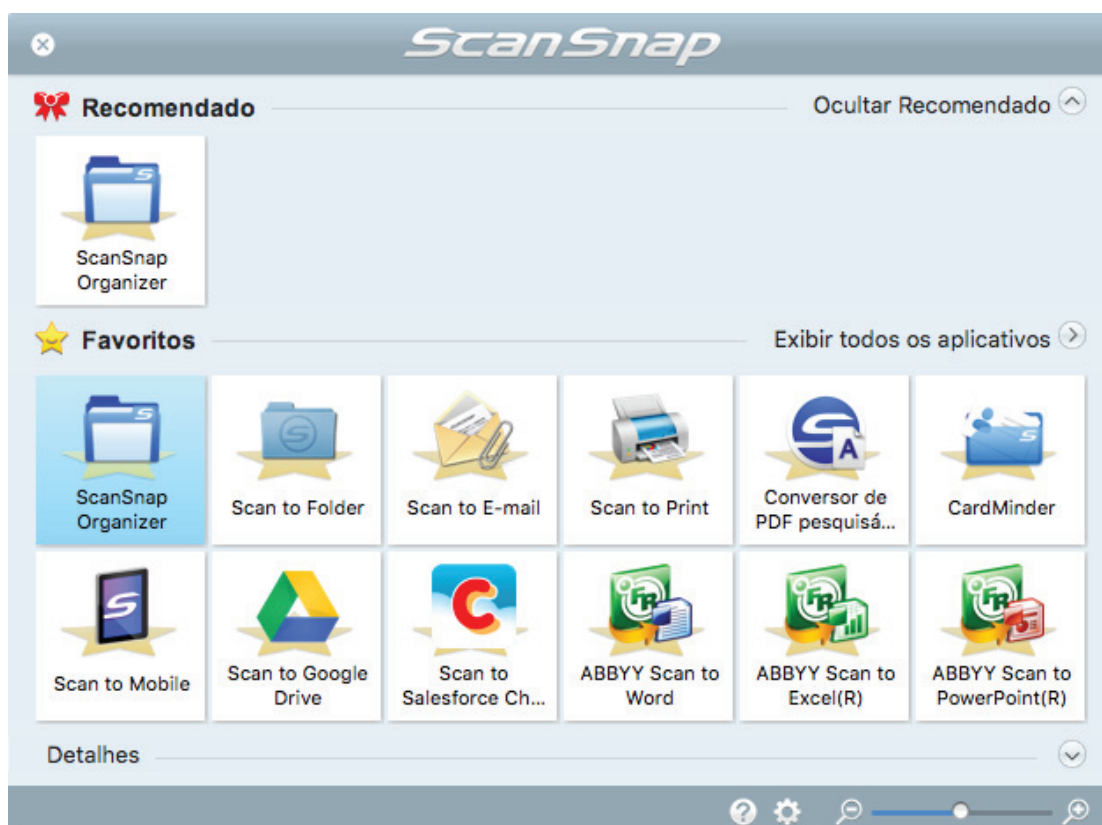 ScanSnap
Recomendado
Ocultar Recomendado
ScanSnap
Organizer
Favoritos
Exibir todos os aplicativos
ScanSnap
Organizer
Scan to Folder
Scan to E-mail
Scan to Print
Conversor de
PDF pesquisá...
CardMinder
Scan to Mobile
Scan to Google
Drive
Scan to
Salesforce Ch...
ABBYY Scan to
Word
ABBYY Scan to
Excel(R)
ABBYY Scan to
PowerPoint(R)
Detalhes